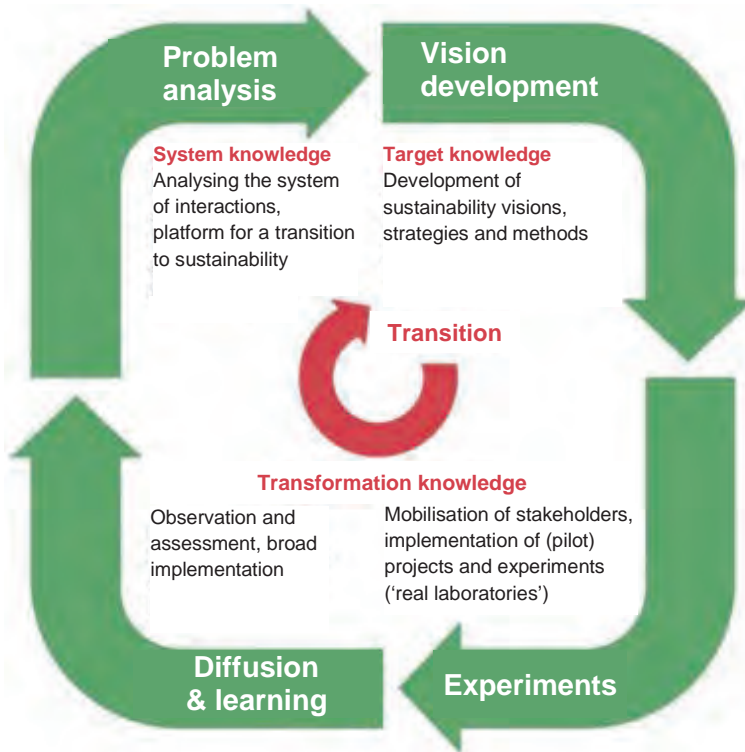 Problem
analysis
Vision
development
System knowledge
Analysing the system
of interactions,
platform for a transition
to sustainability
Target knowledge
Development of
sustainability visions,
strategies and methods
Transition
Transformation knowledge
Observation and
assessment, broad
implementation
Mobilisation of stakeholders,
implementation of (pilot)
projects and experiments
(‘real laboratories’)
Diffusion
& learning
Experiments